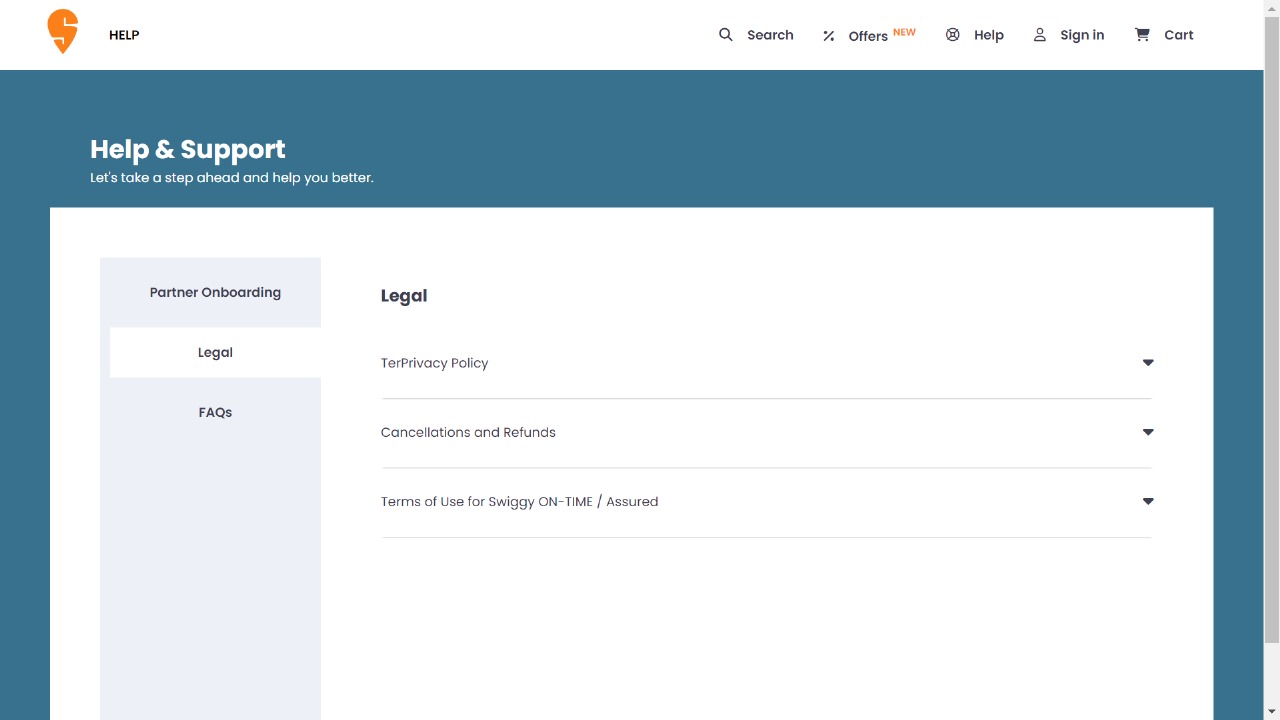 HELP
Search
Offers NEW
Help
Sign in
Cart
Help & Support
Let's take a step ahead and help you better.
Partner Onboarding
Legal
FAQs
Legal
TerPrivacy Policy
Cancellations and Refunds
Terms of Use for Swiggy ON-TIME / Assured